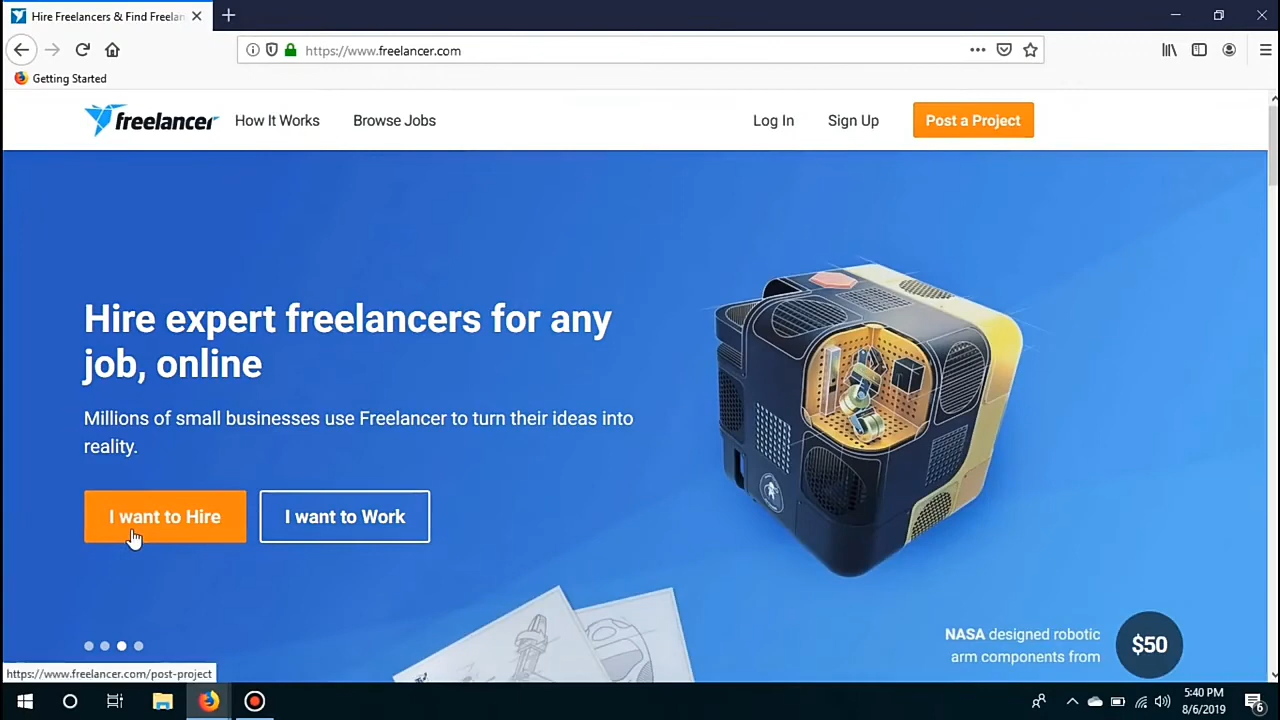 Hire Freelancers & Find Freelan
Getting Started
https://www.freelancer.com
freelancer
How It Works
Browse Jobs
Log In
Sign Up
Post a Project
Hire expert freelancers for any
job, online
Millions of small businesses use Freelancer to turn their ideas into
reality.
I want to Hire
I want to Work
NASA designed robotic
arm components from
$50
https://www.freelancer.com/post-project
5:40 PM
8/6/2019
6